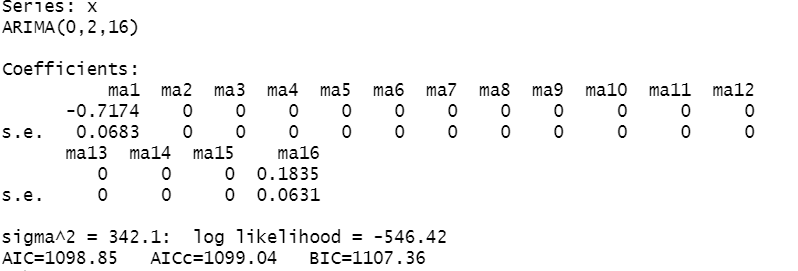 Series: x
ARIMA(0,2,16)
Coefficients:
ma1 ma2 ma3 ma4 ma5 ma6 ma7 ma8 ma9 ma10 ma11 ma12
-0.7174 0 0 0 0 0 0 0 0 0 0 0
s.e. 0.0683 0 0 0 0 0 0 0 0 0 0 0
ma13 ma14 ma15 ma16
0 0 0 0.1835
s.e. 0 0 0 0.0631
sigma^2 = 342.1: log likelihood = -546.42
AIC=1098.85 AICc=1099.04 BIC=1107.36